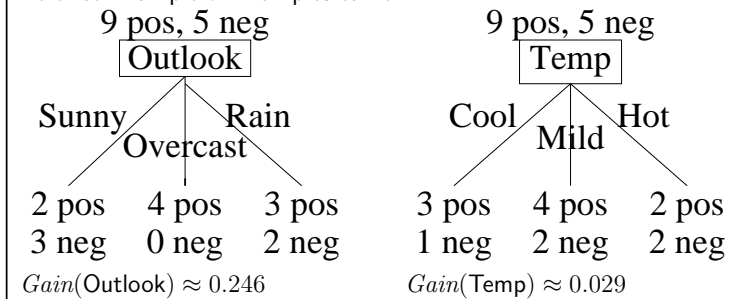 9 pos, 5 neg
Outlook
Sunny
Overcast
Rain
2 pos 4 pos 3 pos
3 neg 0 neg 2 neg
Gain(Outlook) ≈ 0.246
9 pos, 5 neg
Temp
Cool
Mild
Hot
3 pos 4 pos 2 pos
1 neg 2 neg 2 neg
Gain(Temp) ≈ 0.029